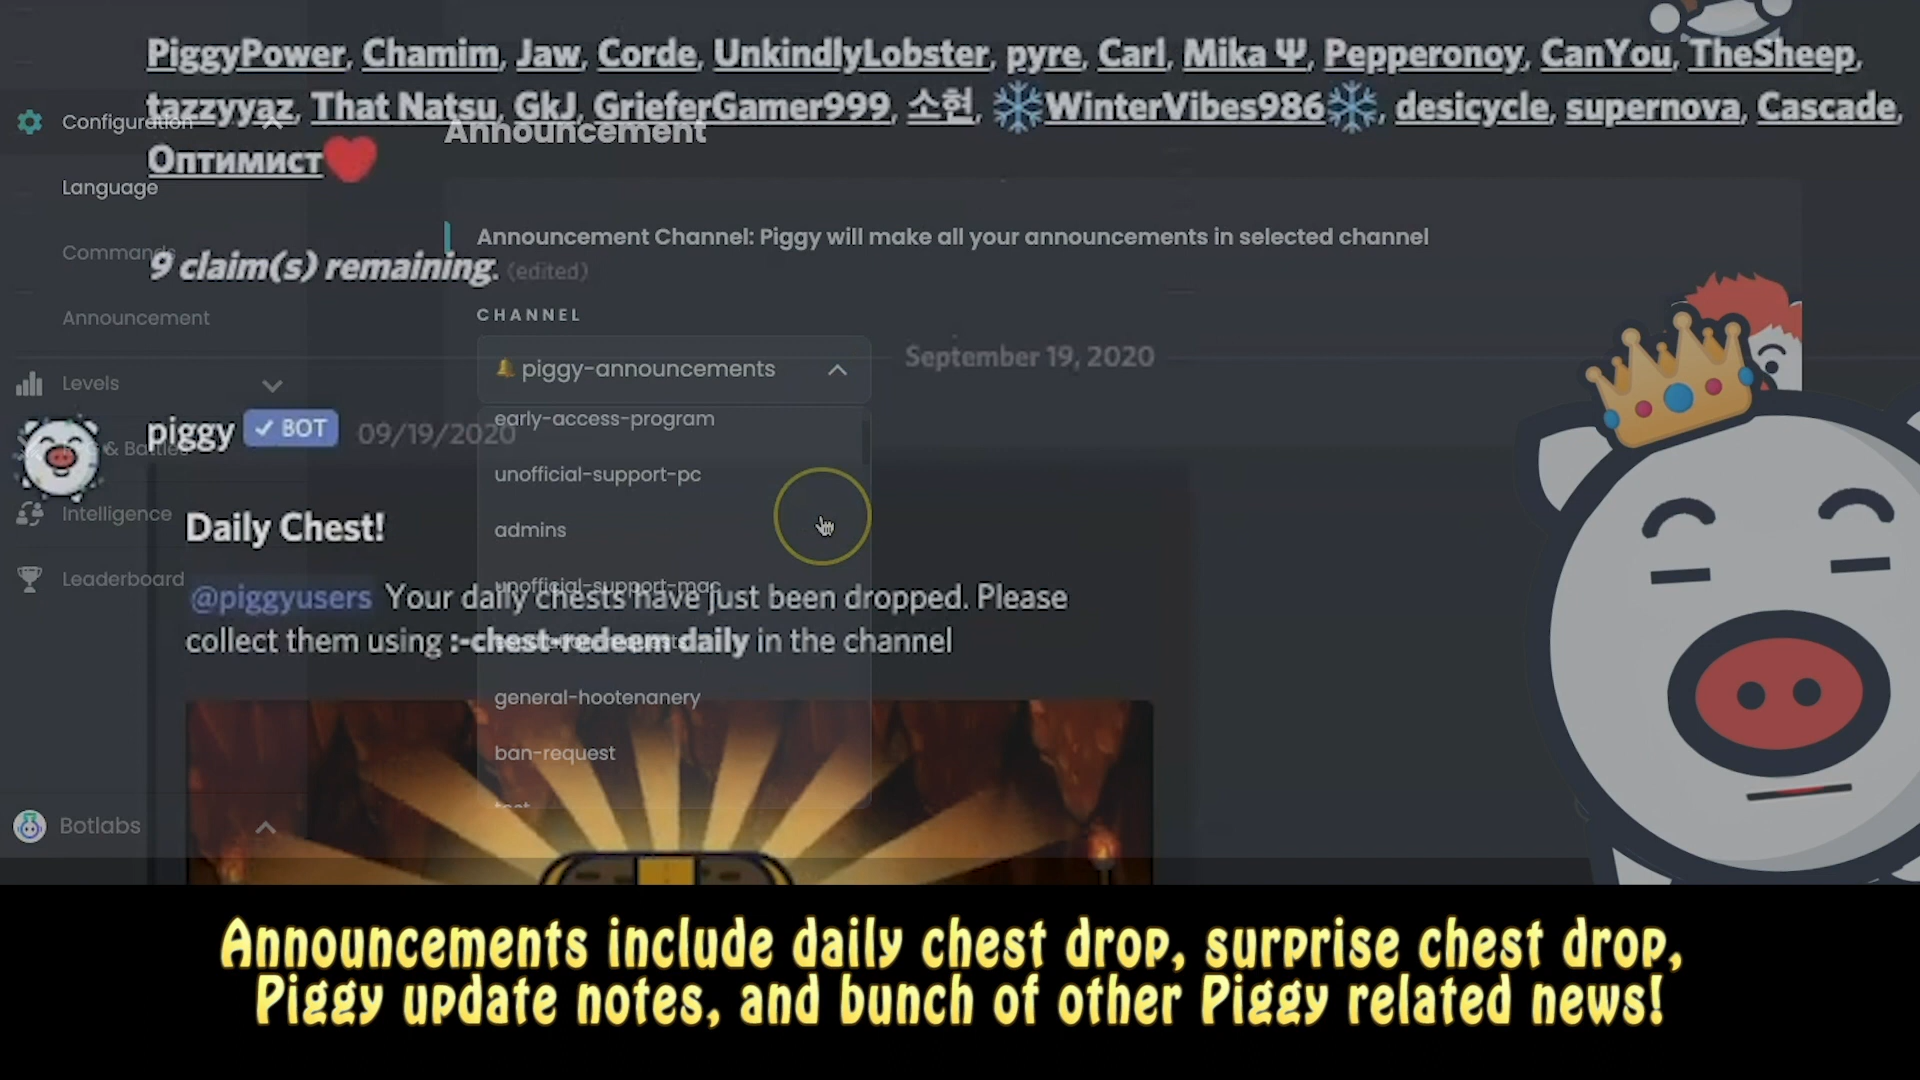 PiggyPower, Chamim, Jaw, Corde, UnkindlyLobster, pyre, Carl, Mika Ψ, Pepperonoy, CanYou, TheSheep,
tazzyyaz, That Natsu, GkJ, GrieferGamer999, 소현, ❄️WinterVibes986❄️, desicycle, supernova, Cascade,
Оптимист❤️
Configuration
Announcement
Language
Announcement Channel: Piggy will make all your announcements in selected channel
Commands
9 claim(s) remaining. (edited)
Announcement
CHANNEL
September 19, 2020
🔔 piggy-announcements
Levels
early-access-program
piggy ✓ BOT 09/19/2020
& Battles
unofficial-support-pc
Intelligence
Daily Chest!
admins
Leaderboard
unofficial-support-mac
@piggyusers Your daily chests have just been dropped. Please
collect them using :-chest-redeem daily in the channel
general-hootenanery
ban-request
test
Botlabs
Announcements include daily chest drop, surprise chest drop,
Piggy update notes, and bunch of other Piggy related news!